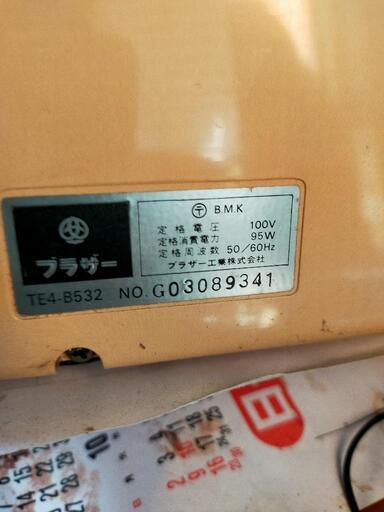 〒 B.M.K
定格電圧 100V
定格消費電力 95W
定格周波数 50/60Hz
ブラザー工業株式会社
ブラザー
TE4-B532 NO.G03089341
10
日